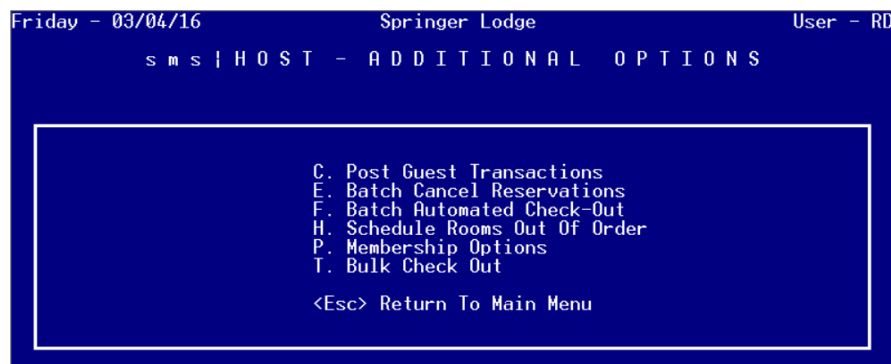 Friday - 03/04/16 Springer Lodge User - RD
s m s | H O S T - A D D I T I O N A L O P T I O N S
C. Post Guest Transactions
E. Batch Cancel Reservations
F. Batch Automated Check-Out
H. Schedule Rooms Out Of Order
P. Membership Options
T. Bulk Check Out
<Esc> Return To Main Menu